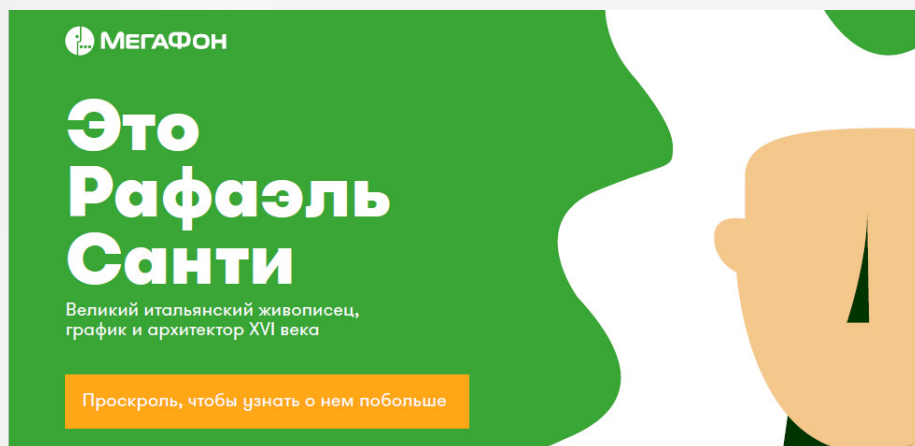 МегаФон
Это
Рафаэль
Санти
Великий итальянский живописец,
график и архитектор XVI века
Проскроль, чтобы узнать о нем побольше